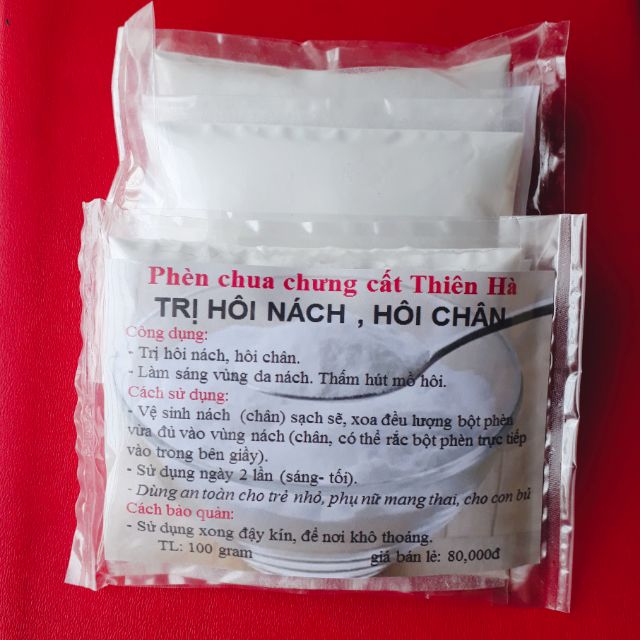 Phèn chua chưng cất Thiên Hà
TRỊ HÔI NÁCH , HÔI CHÂN
Công dụng:
- Trị hôi nách, hôi chân.
- Làm sáng vùng da nách. Thấm hút mồ hôi.
Cách sử dụng:
- Vệ sinh nách (chân) sạch sẽ, xoa đều lượng bột phèn
vừa đủ vào vùng nách (chân, có thể rắc bột phèn trực tiếp
vào trong bên giầy).
- Sử dụng ngày 2 lần (sáng- tối).
- Dùng an toàn cho trẻ nhỏ, phụ nữ mang thai, cho con bú
Cách bảo quản:
- Sử dụng xong đậy kín, để nơi khô thoáng.
TL: 100 gram giá bán lẻ: 80,000đ